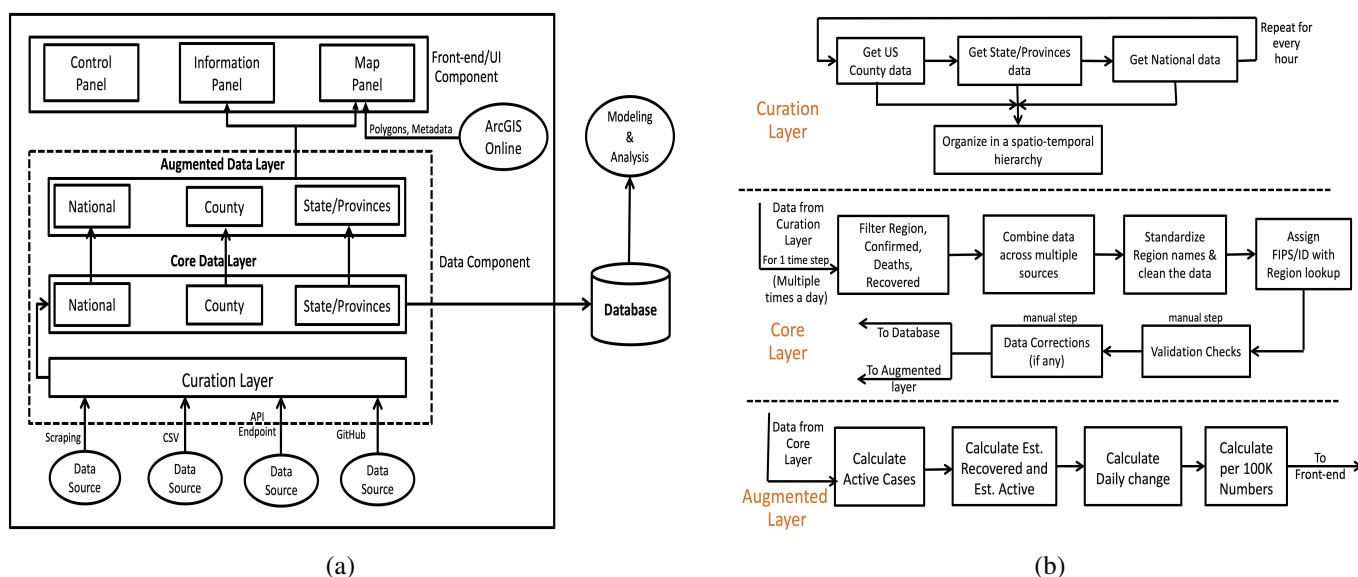 Control
Panel
Information
Panel
Map
Panel
Front-end/UI
Component
Polygons, Metadata
ArcGIS
Online
Modeling
&
Analysis
Augmented Data Layer
National
County
State/Provinces
Core Data Layer
Data Component
National
County
State/Provinces
Database
Curation Layer
Scraping
CSV
API
Endpoint
GitHub
Data
Source
Data
Source
Data
Source
Data
Source
(a)
Get US
County data
Get State/Provinces
data
Get National data
Repeat for
every
hour
Curation
Layer
Organize in a spatio-temporal
hierarchy
Data from
Curation
Layer
For 1 time step
(Multiple
times a day)
Filter Region,
Confirmed,
Deaths,
Recovered
Combine data
across multiple
sources
Standardize
Region names &
clean the data
Assign
FIPS/ID with
Region lookup
Core
Layer
To Database
To Augmented
layer
manual step
Data Corrections
(if any)
manual step
Validation Checks
Data from
Core
Layer
Augmented
Layer
Calculate
Active Cases
Calculate Est.
Recovered and
Est. Active
Calculate
Daily change
Calculate
per 100K
Numbers
To
Front-end
(b)